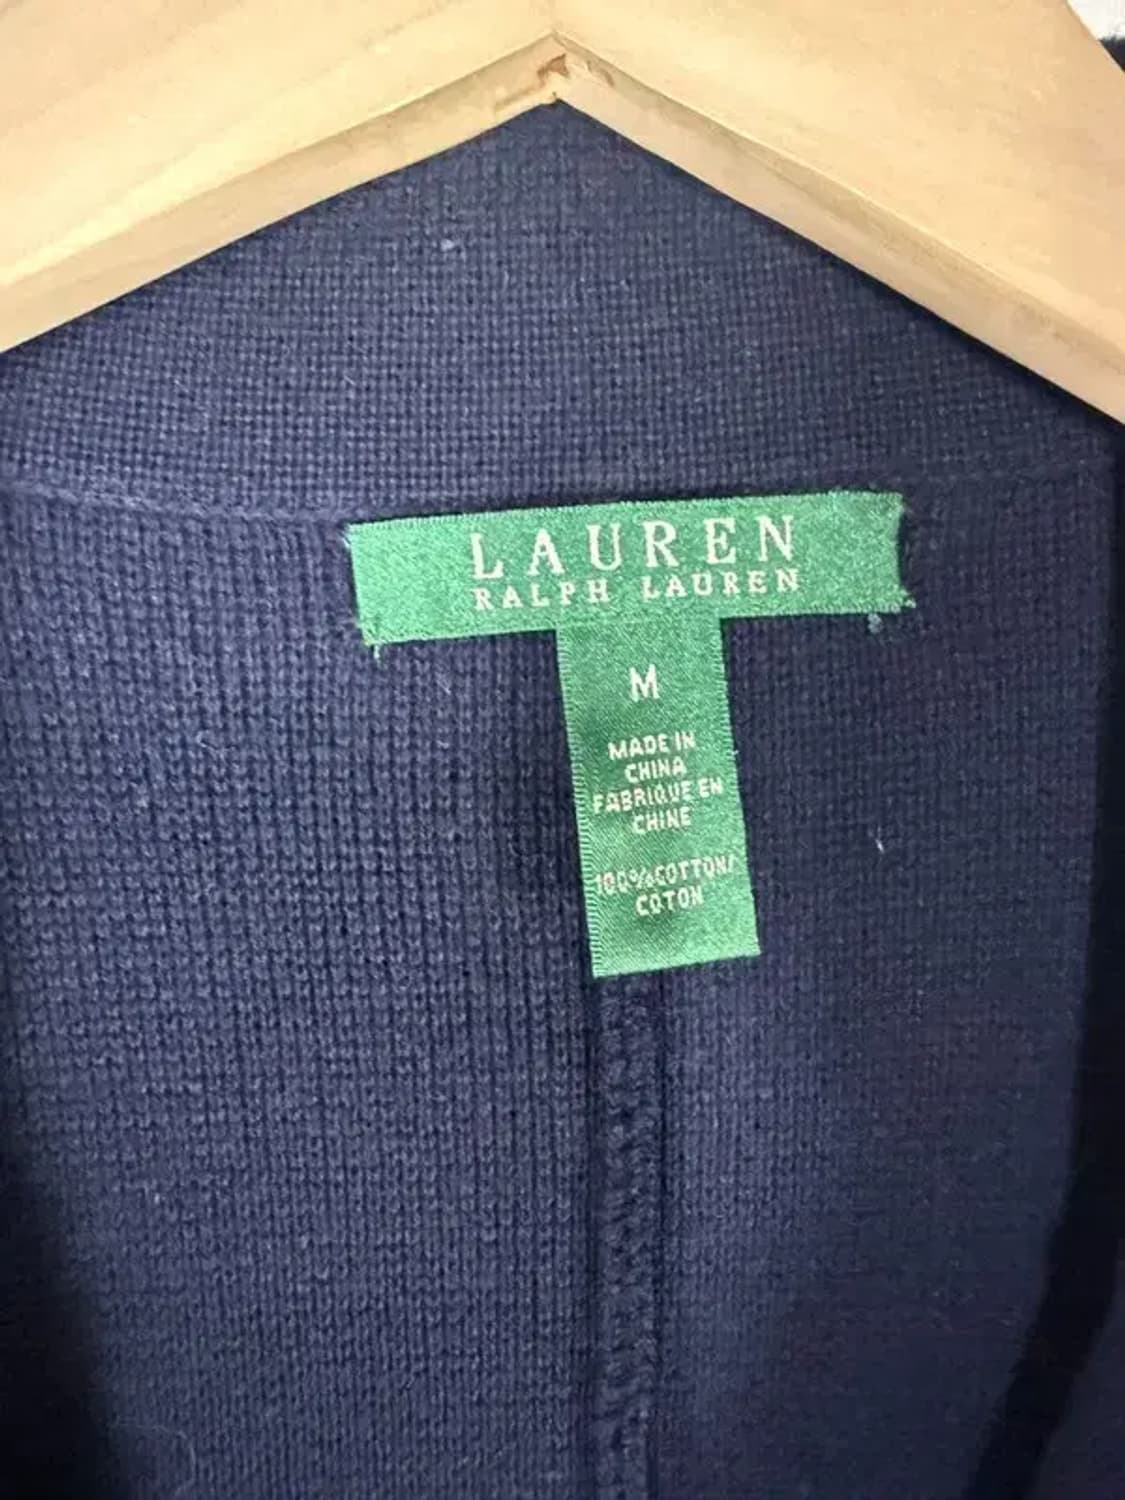 LAUREN
RALPH LAUREN
M
MADE IN
CHINA
FABRIQUE EN
CHINE
100%COTTON/
COTON